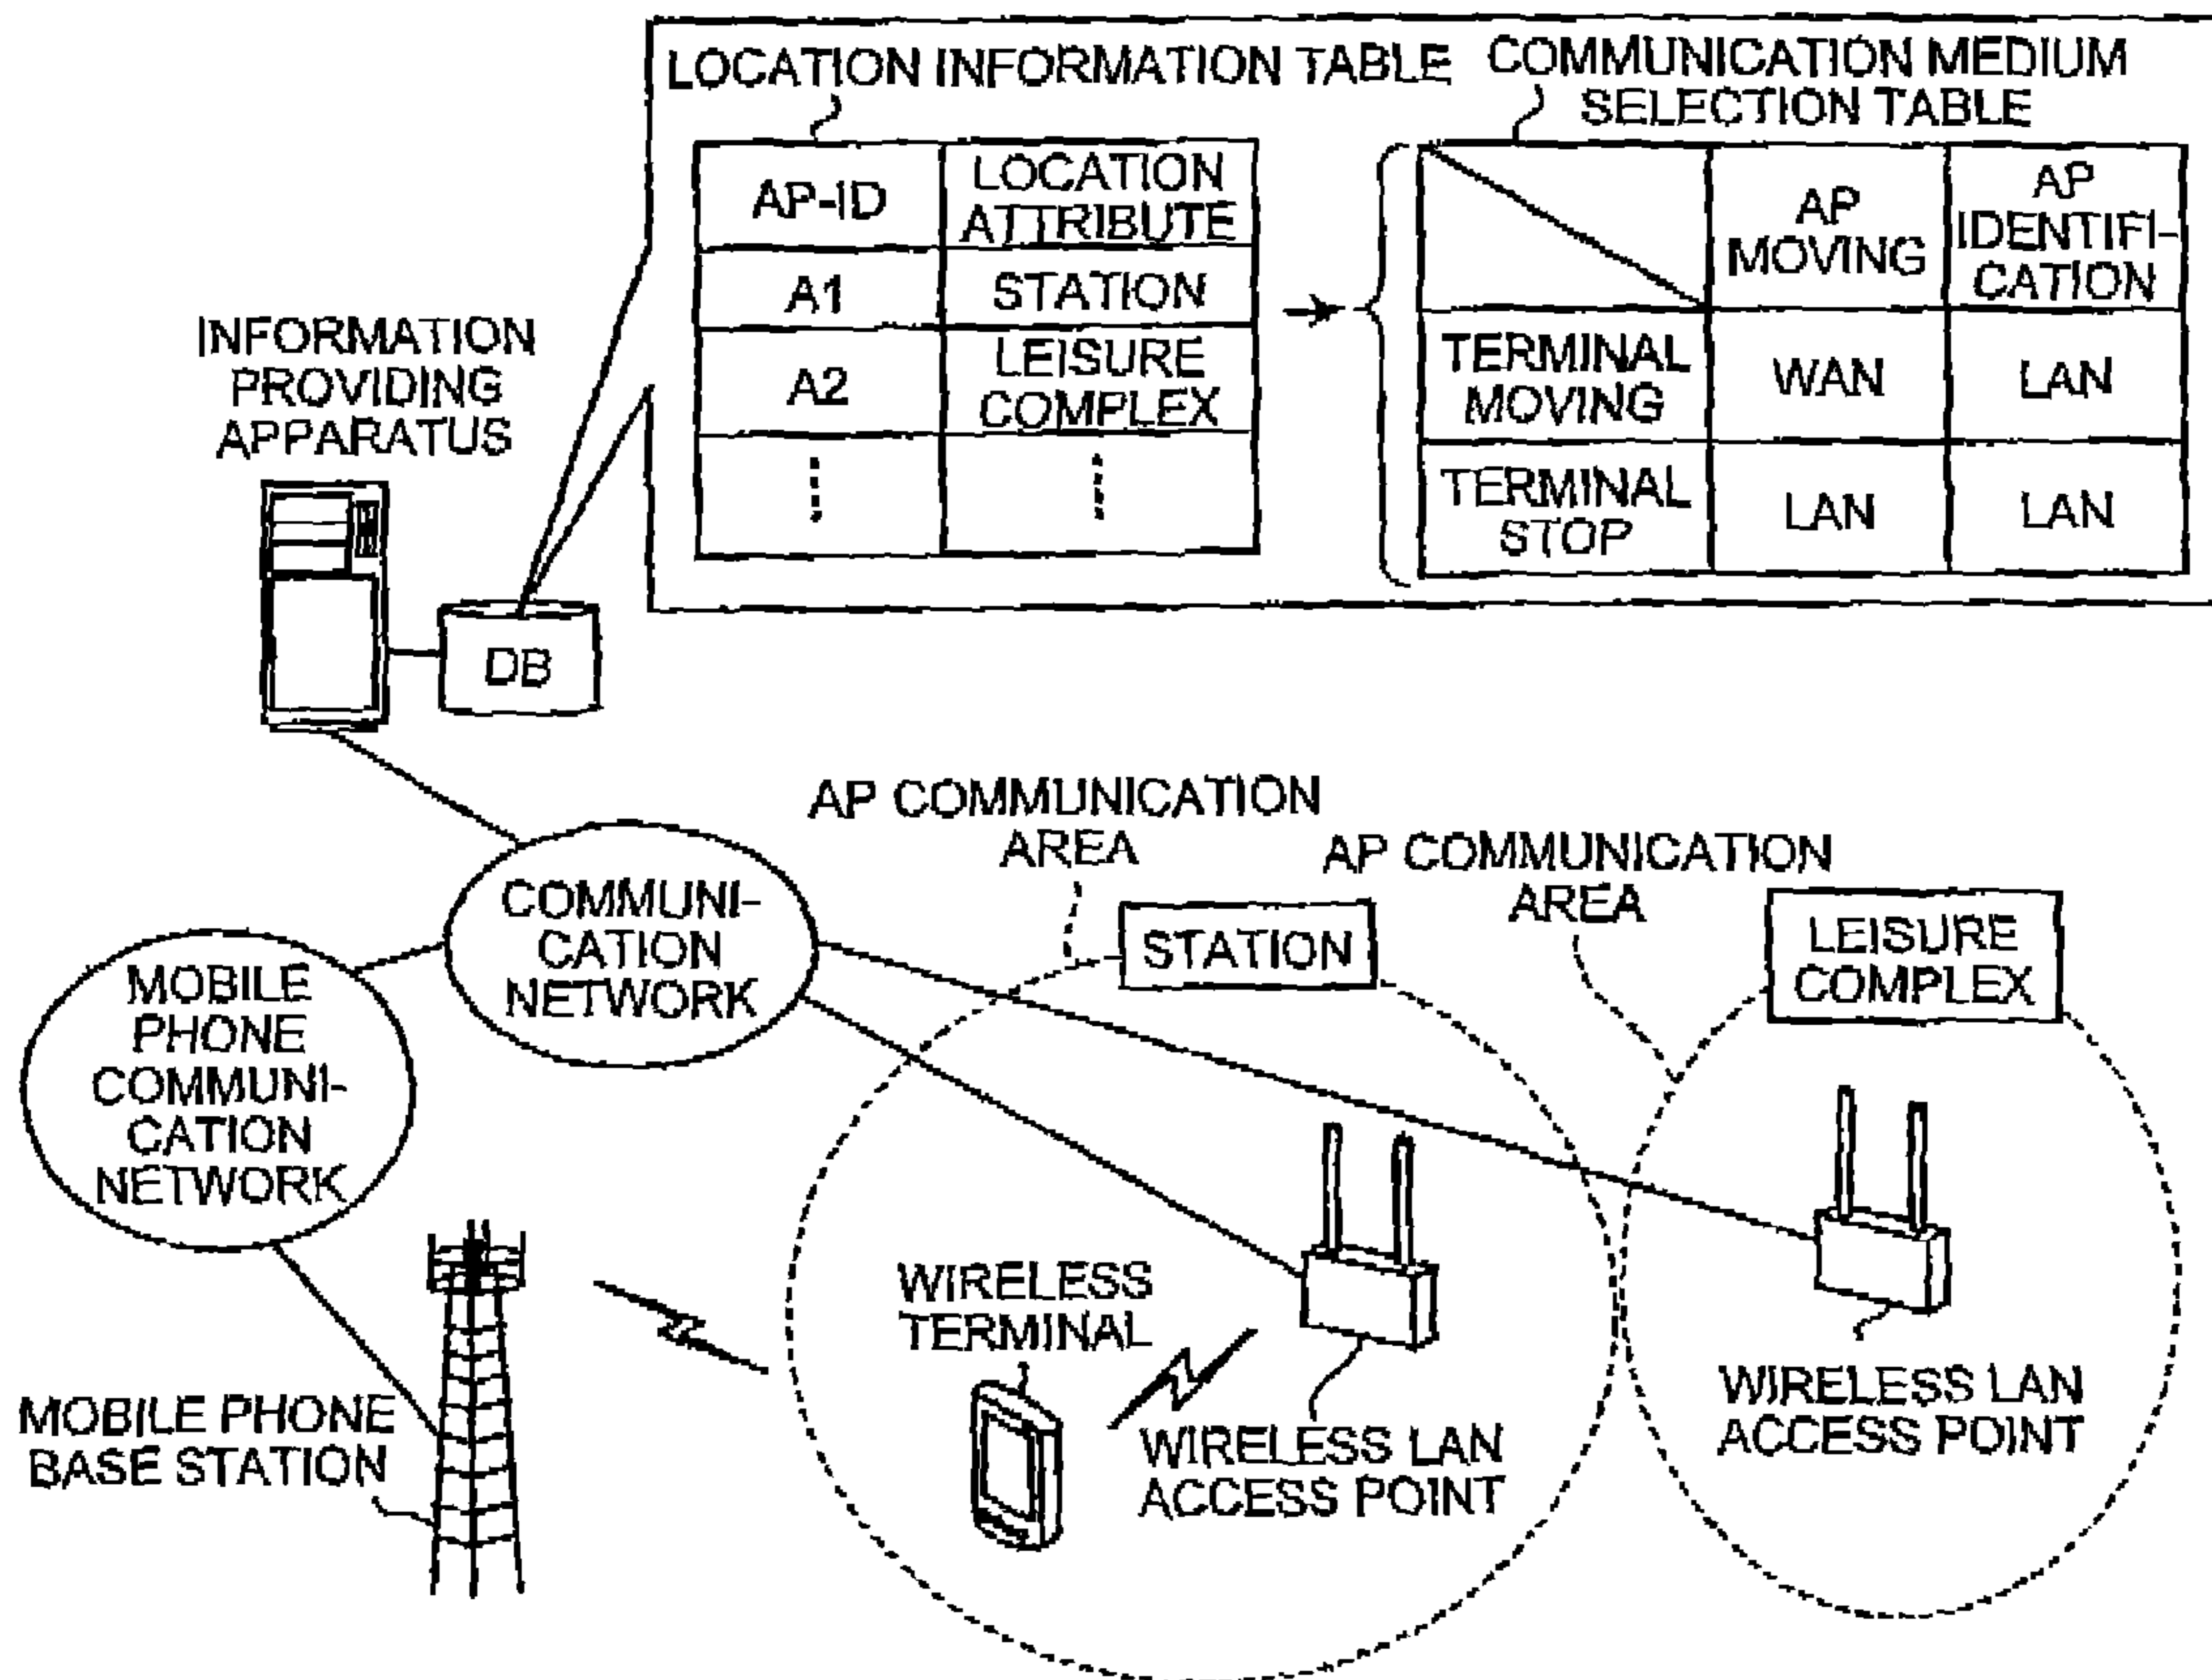 LOCATION INFORMATION TABLE
COMMUNICATION MEDIUM
SELECTION TABLE
AP-ID
LOCATION
ATTRIBUTE
A1
STATION
A2
LEISURE
COMPLEX
AP
MOVING
AP
IDENTIFI-
CATION
TERMINAL
MOVING
WAN
LAN
TERMINAL
STOP
LAN
LAN
INFORMATION
PROVIDING
APPARATUS
DB
AP COMMUNICATION
AREA
AP COMMUNICATION
AREA
COMMUNI-
CATION
NETWORK
STATION
LEISURE
COMPLEX
MOBILE
PHONE
COMMUNI-
CATION
NETWORK
WIRELESS
TERMINAL
MOBILE PHONE
BASE STATION
WIRELESS LAN
ACCESS POINT
WIRELESS LAN
ACCESS POINT